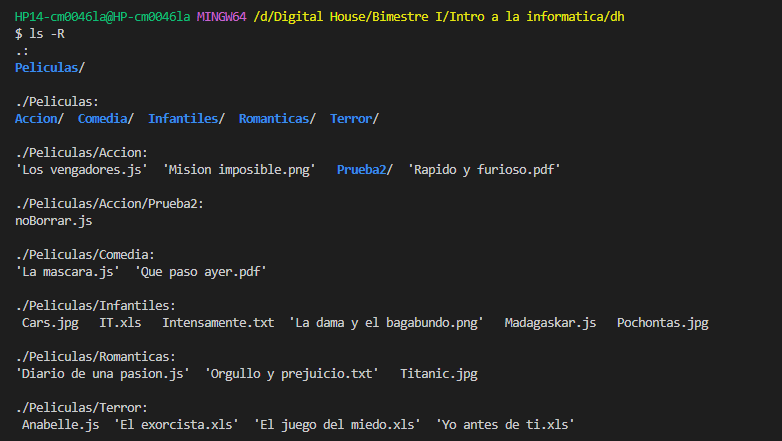 HP14-cm0046la@HP-cm0046la MINGW64 /d/Digital House/Bimestre I/Intro a la informatica/dh
$ ls -R
.:
Peliculas/
./Peliculas:
Accion/  Comedia/  Infantiles/  Romanticas/  Terror/
./Peliculas/Accion:
'Los vengadores.js'  'Mision imposible.png'   Prueba2/  'Rapido y furioso.pdf'
./Peliculas/Accion/Prueba2:
noBorrar.js
./Peliculas/Comedia:
'La mascara.js'  'Que paso ayer.pdf'
./Peliculas/Infantiles:
Cars.jpg   IT.xls   Intensamente.txt  'La dama y el bagabundo.png'   Madagaskar.js   Pochontas.jpg
./Peliculas/Romanticas:
'Diario de una pasion.js'  'Orgullo y prejuicio.txt'   Titanic.jpg
./Peliculas/Terror:
Anabelle.js  'El exorcista.xls'  'El juego del miedo.xls'  'Yo antes de ti.xls'